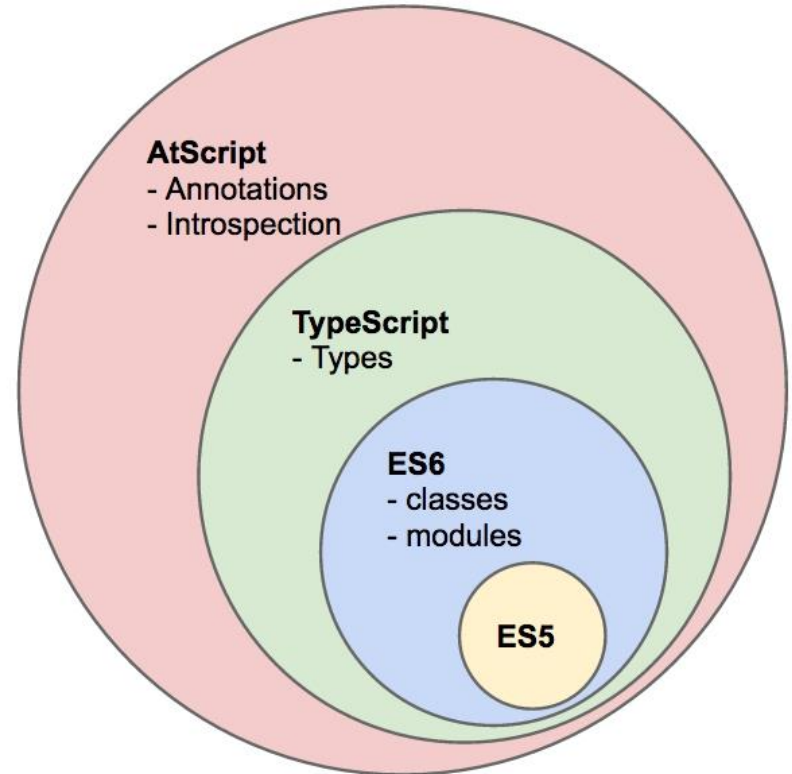 AtScript
- Annotations
- Introspection
TypeScript
- Types
ES6
- classes
- modules
ES5